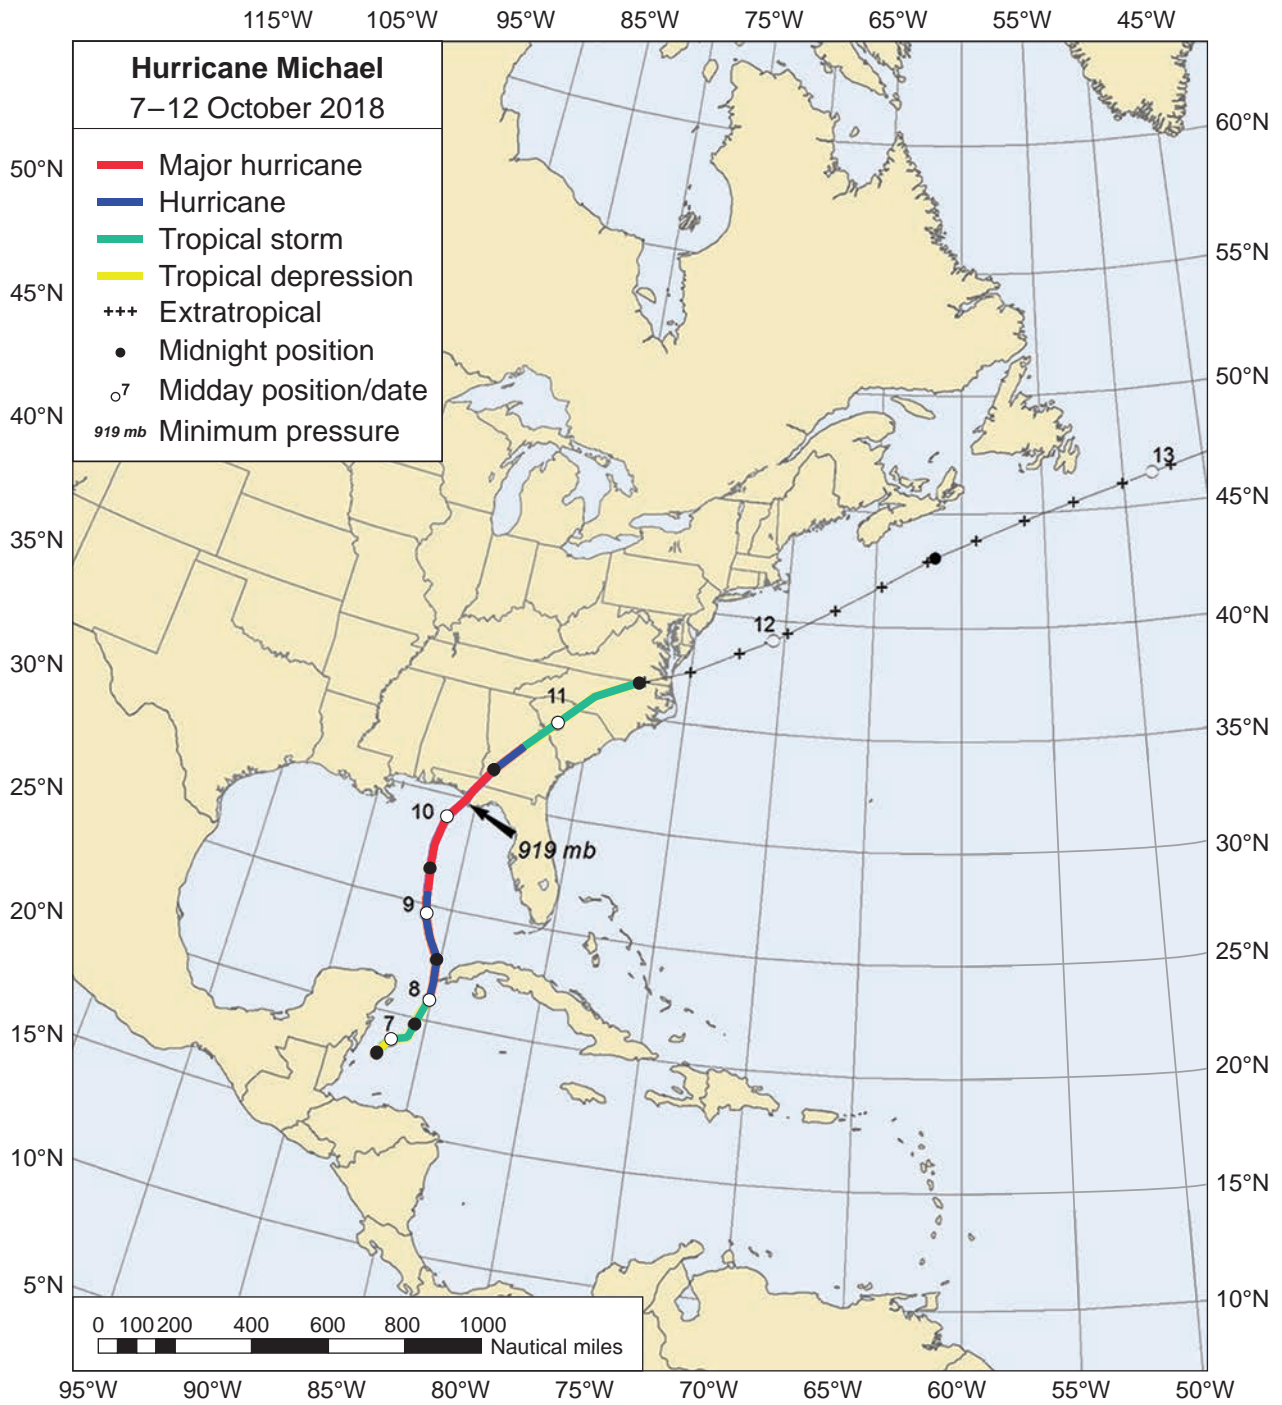 115°W 105°W 95°W 85°W 75°W 65°W 55°W 45°W
Hurricane Michael
7–12 October 2018
Major hurricane
Hurricane
Tropical storm
Tropical depression
+++ Extratropical
Midnight position
7 Midday position/date
919 mb Minimum pressure
50°N
45°N
40°N
35°N
30°N
25°N
20°N
15°N
10°N
5°N
60°N
55°N
50°N
45°N
40°N
35°N
30°N
25°N
20°N
15°N
10°N
13
12
11
10
919 mb
9
8
7
0 100 200 400 600 800 1000
Nautical miles
95°W 90°W 85°W 80°W 75°W 70°W 65°W 60°W 55°W 50°W